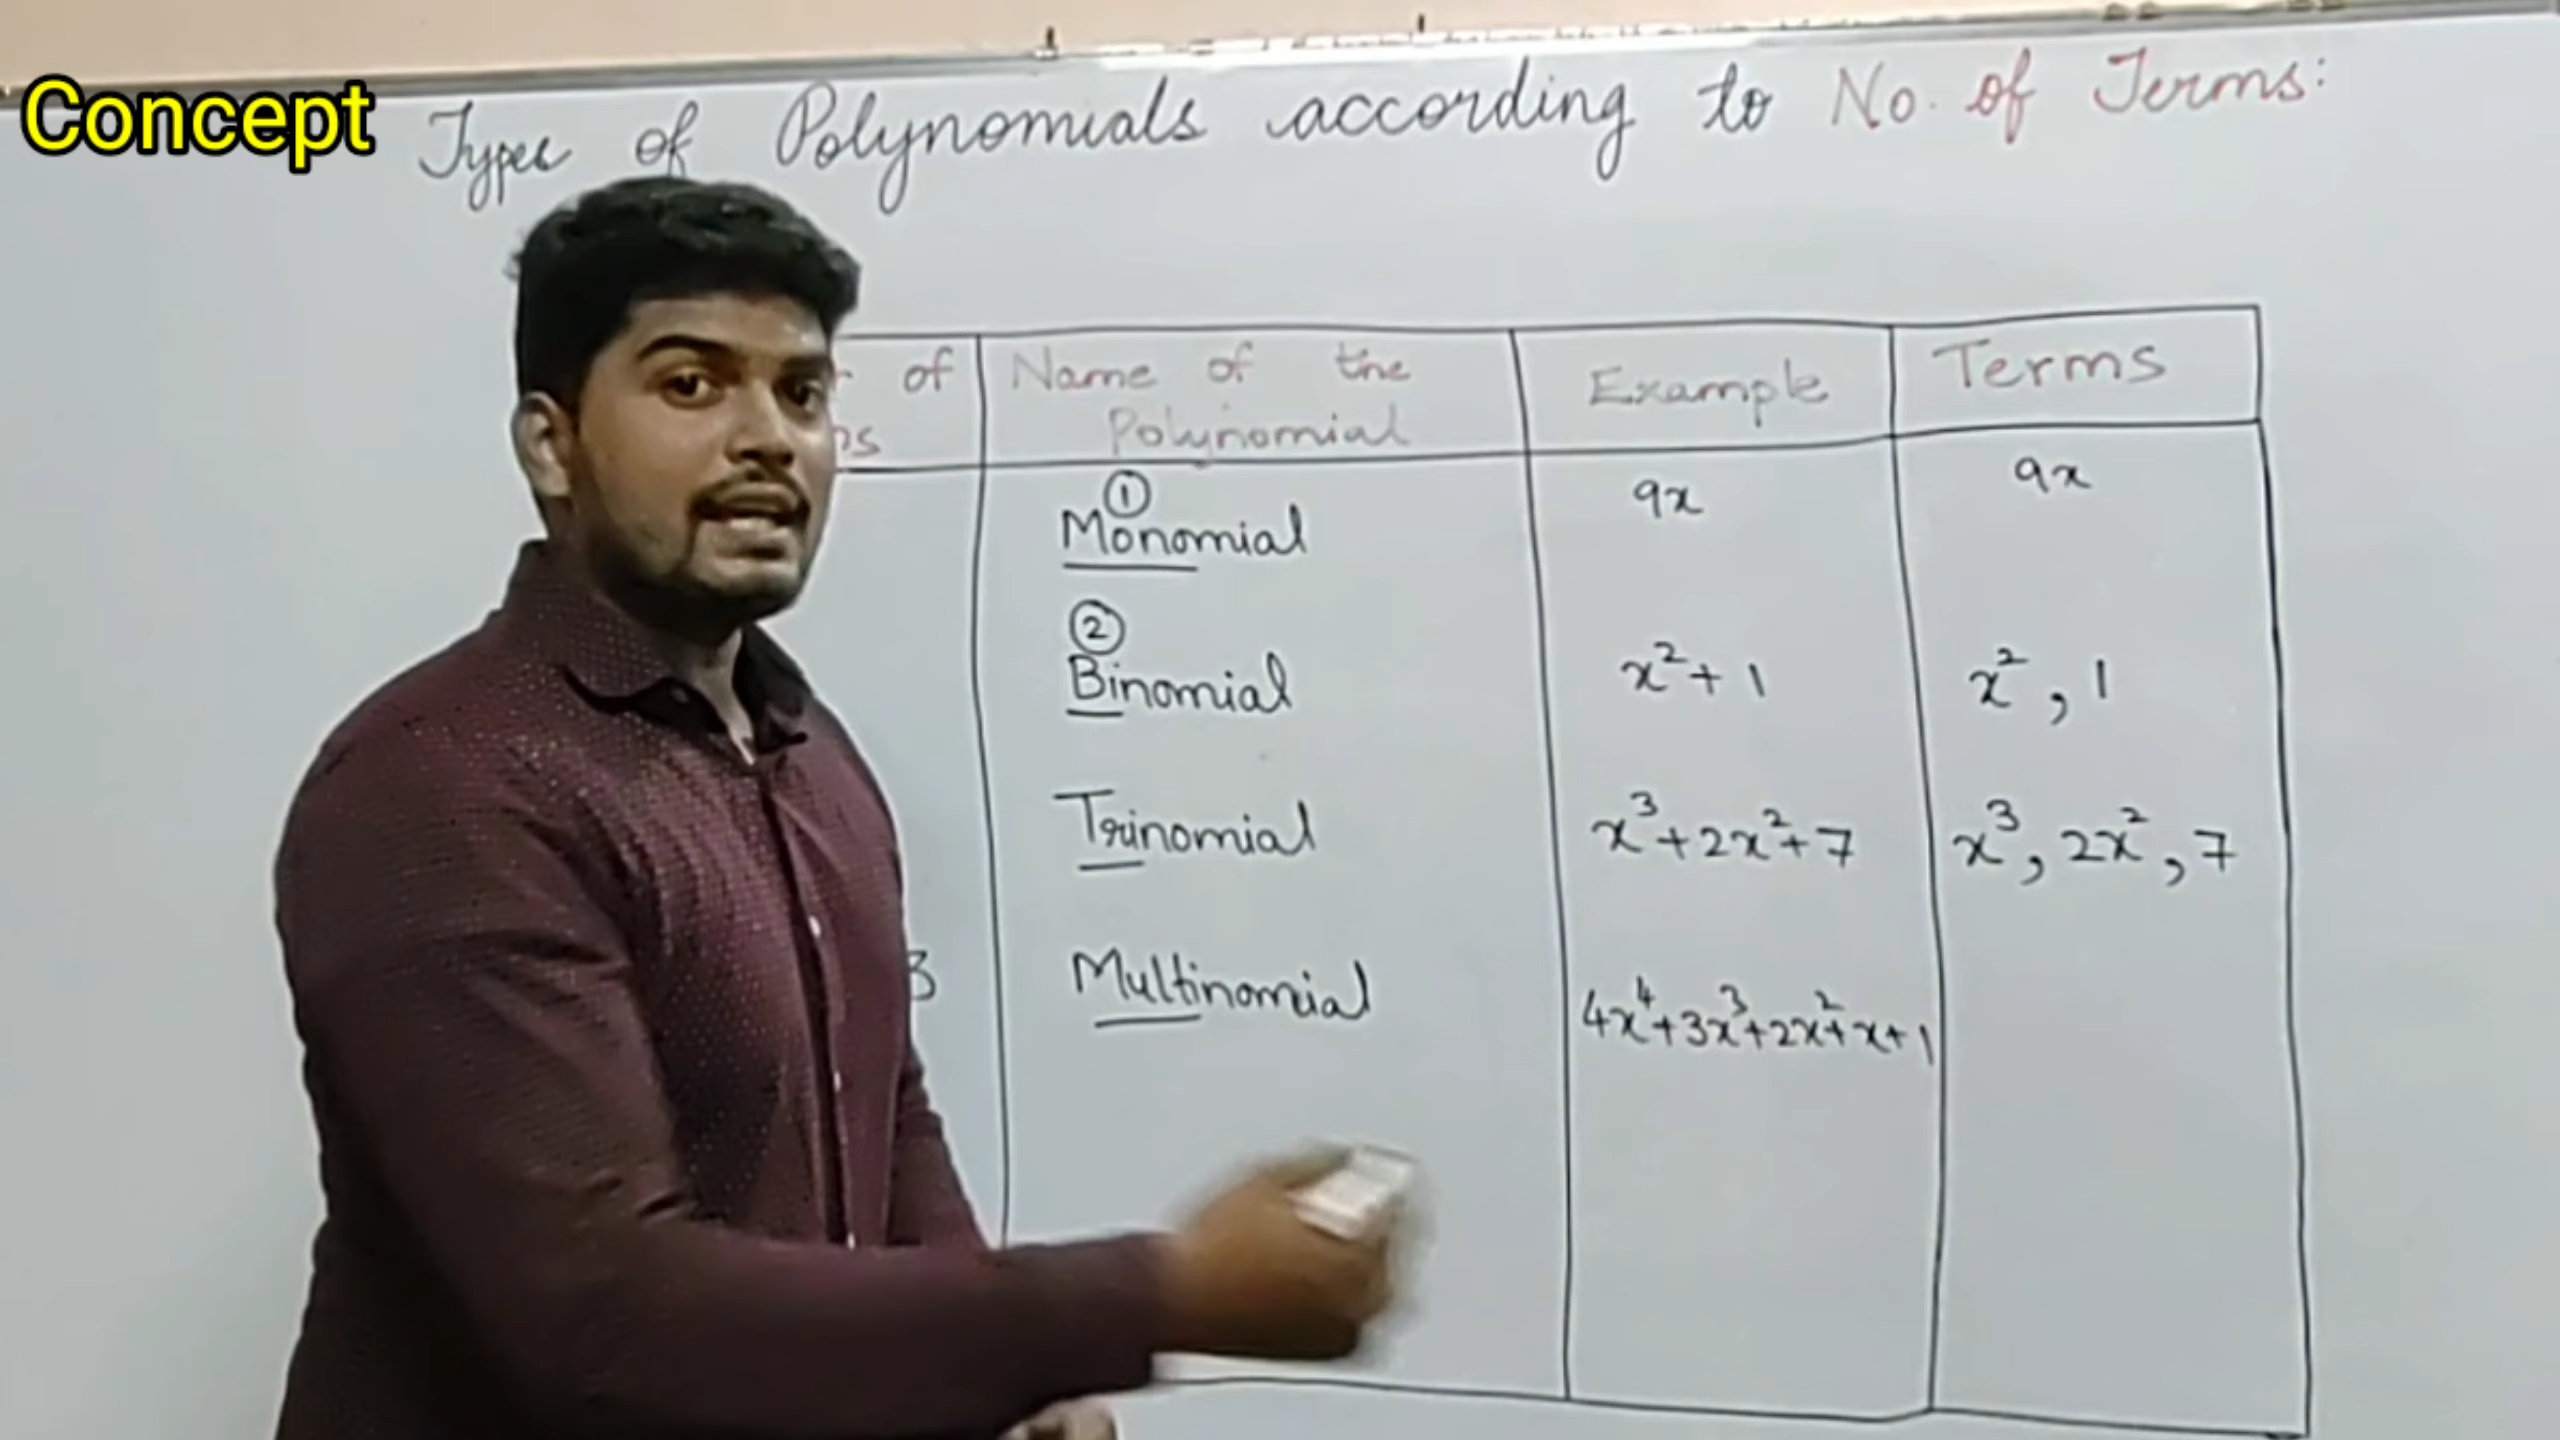 Concept
Types of Polynomials according to No. of Terms:
of
Name of the
Polynomial
Example
Terms
①
Monomial
9x
9x
②
Binomial
x²+1
x², 1
Trinomial
x³+2x²+7
x³, 2x², 7
3
Multinomial
4x⁴+3x³+2x²+x+1